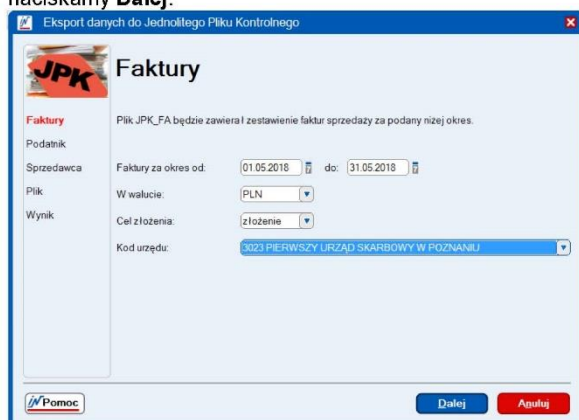 naciskamy Dalej.
Eksport danych do Jednolitego Pliku Kontrolnego
JPK
Faktury
Faktury
Podatnik
Sprzedawca
Plik
Wynik
Plik JPK_FA będzie zawierał zestawienie faktur sprzedaży za podany niżej okres.
Faktury za okres od: 01.05.2018 do: 31.05.2018
W walucie: PLN
Cel złożenia: złożenie
Kod urzędu: 3023 PIERWSZY URZĄD SKARBOWY W POZNANIU
Pomoc
Dalej
Anuluj